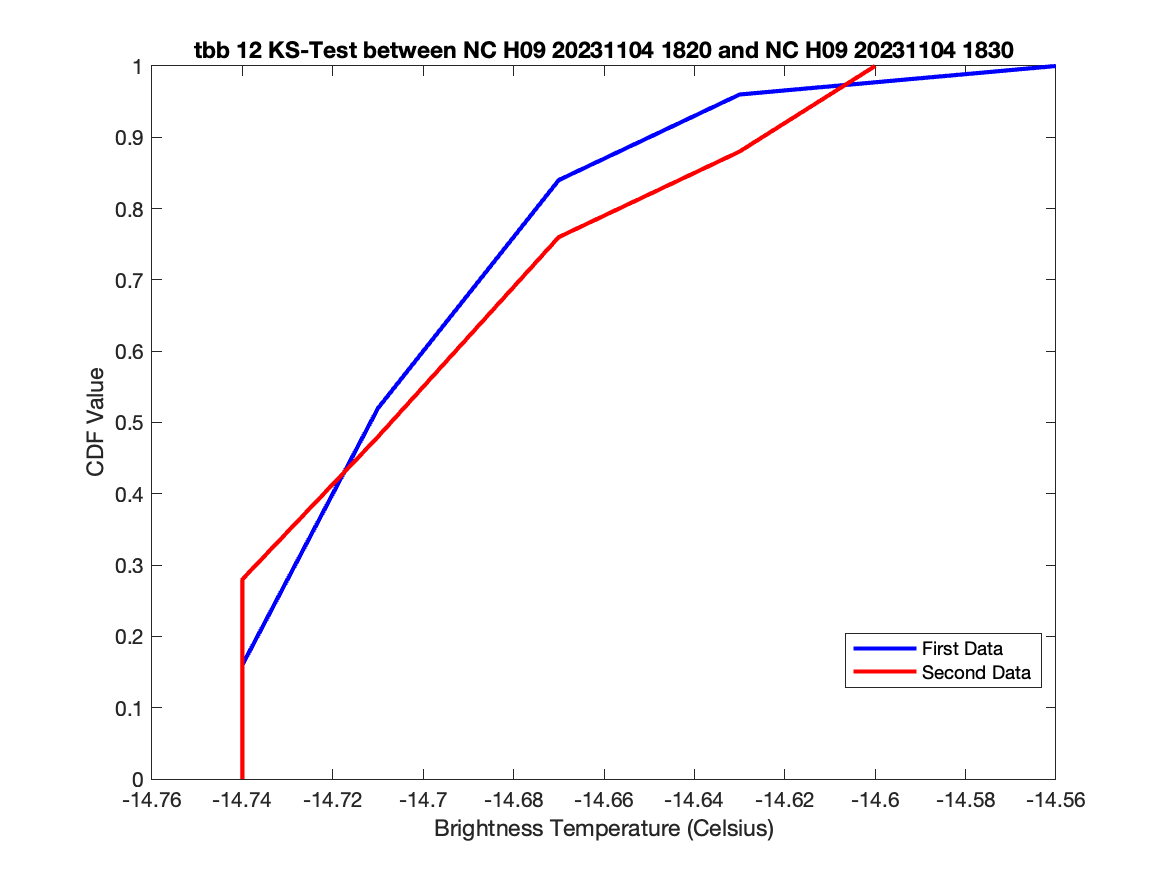 tbb 12 KS-Test between NC H09 20231104 1820 and NC H09 20231104 1830
1
0.9
0.8
0.7
0.6
0.5
0.4
0.3
0.2
0.1
0
CDF Value
First Data
Second Data
-14.76 -14.74 -14.72 -14.7 -14.68 -14.66 -14.64 -14.62 -14.6 -14.58 -14.56
Brightness Temperature (Celsius)